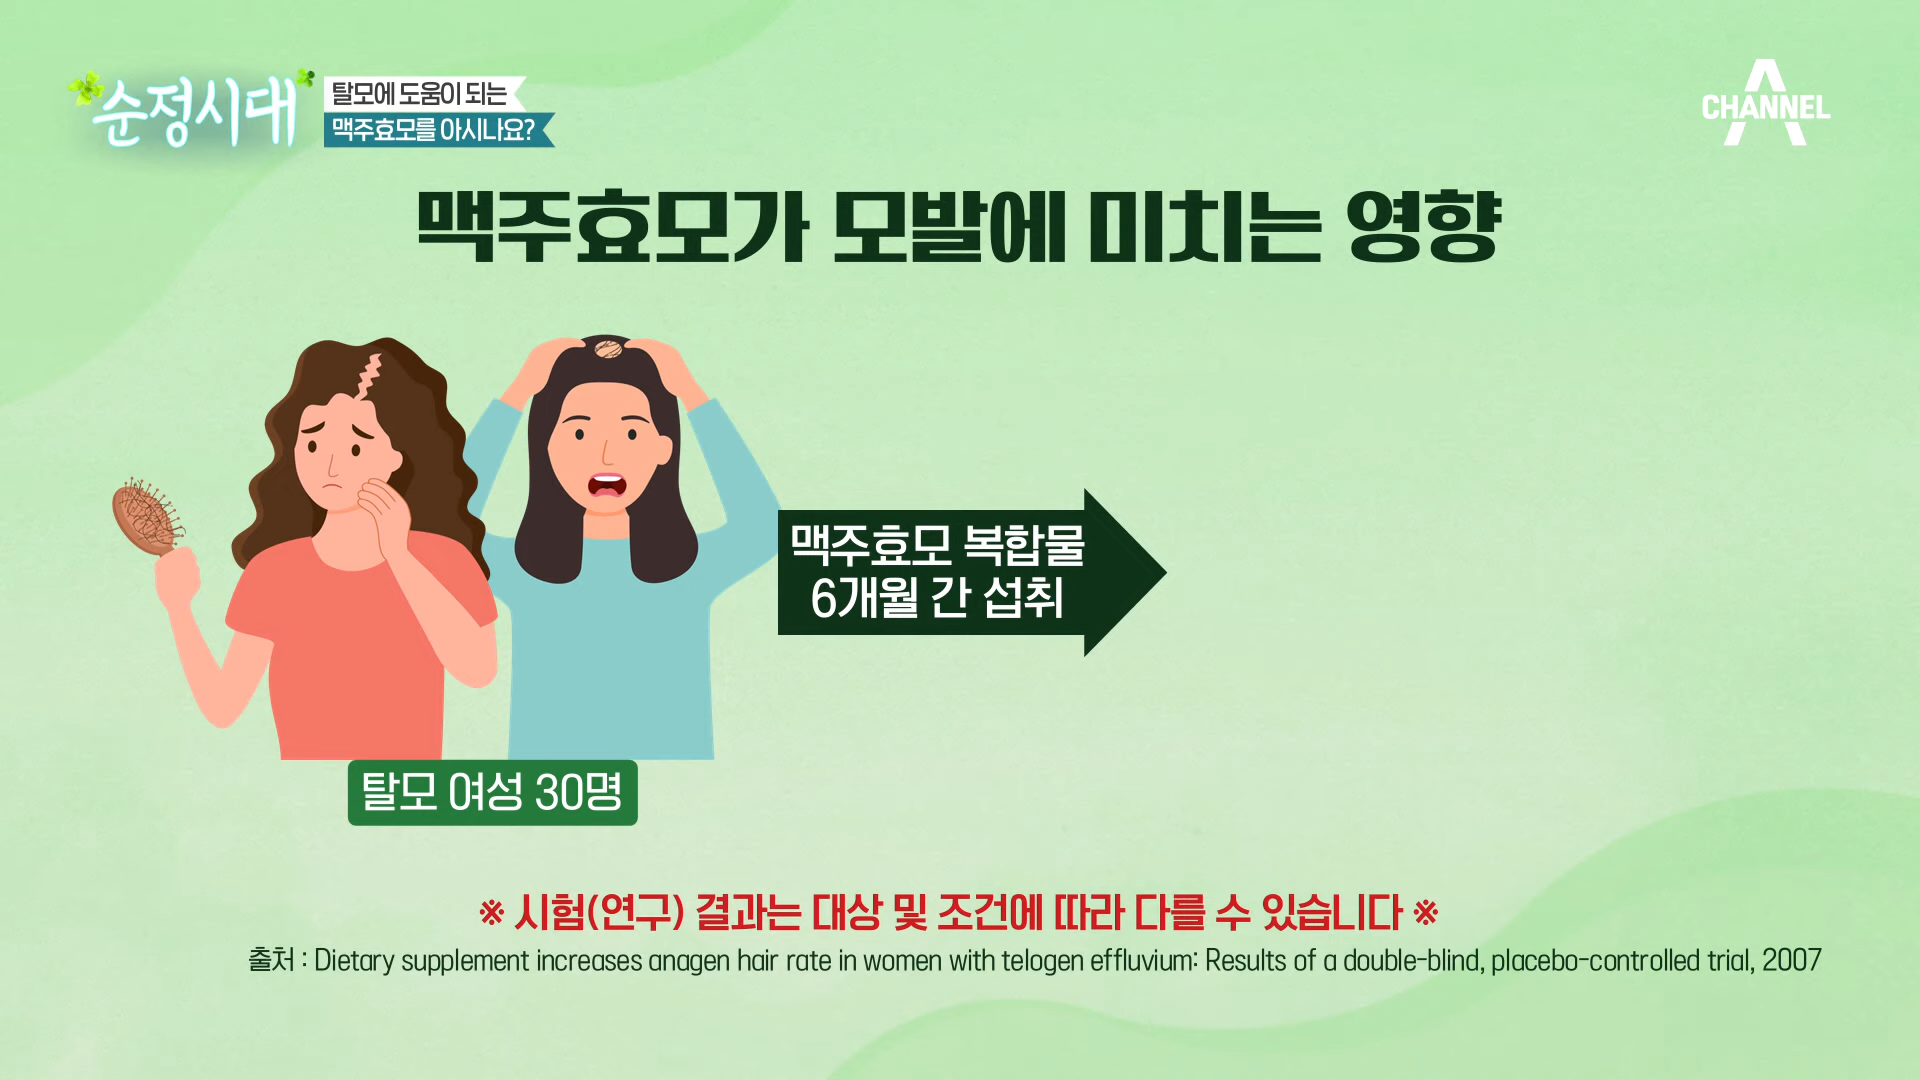 순정시대
탈모에 도움이 되는
맥주효모를 아시나요?
CHANNEL A
맥주효모가 모발에 미치는 영향
맥주효모 복합물
6개월 간 섭취
탈모 여성 30명
※ 시험(연구) 결과는 대상 및 조건에 따라 다를 수 있습니다 ※
출처 : Dietary supplement increases anagen hair rate in women with telogen effluvium: Results of a double-blind, placebo-controlled trial, 2007